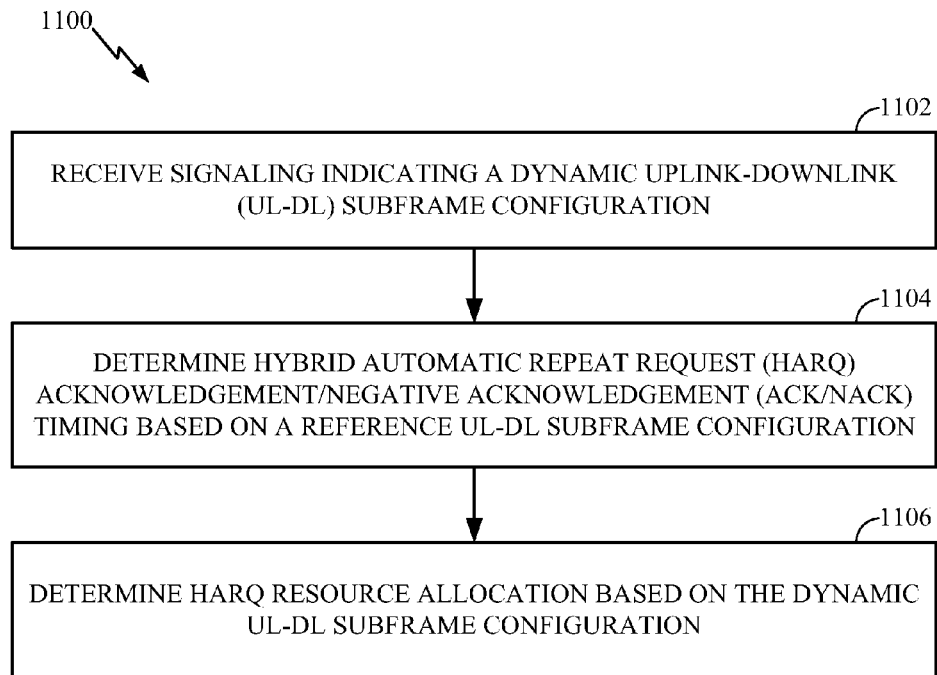 1100
1102
RECEIVE SIGNALING INDICATING A DYNAMIC UPLINK-DOWNLINK
(UL-DL) SUBFRAME CONFIGURATION
1104
DETERMINE HYBRID AUTOMATIC REPEAT REQUEST (HARQ)
ACKNOWLEDGEMENT/NEGATIVE ACKNOWLEDGEMENT (ACK/NACK)
TIMING BASED ON A REFERENCE UL-DL SUBFRAME CONFIGURATION
1106
DETERMINE HARQ RESOURCE ALLOCATION BASED ON THE DYNAMIC
UL-DL SUBFRAME CONFIGURATION